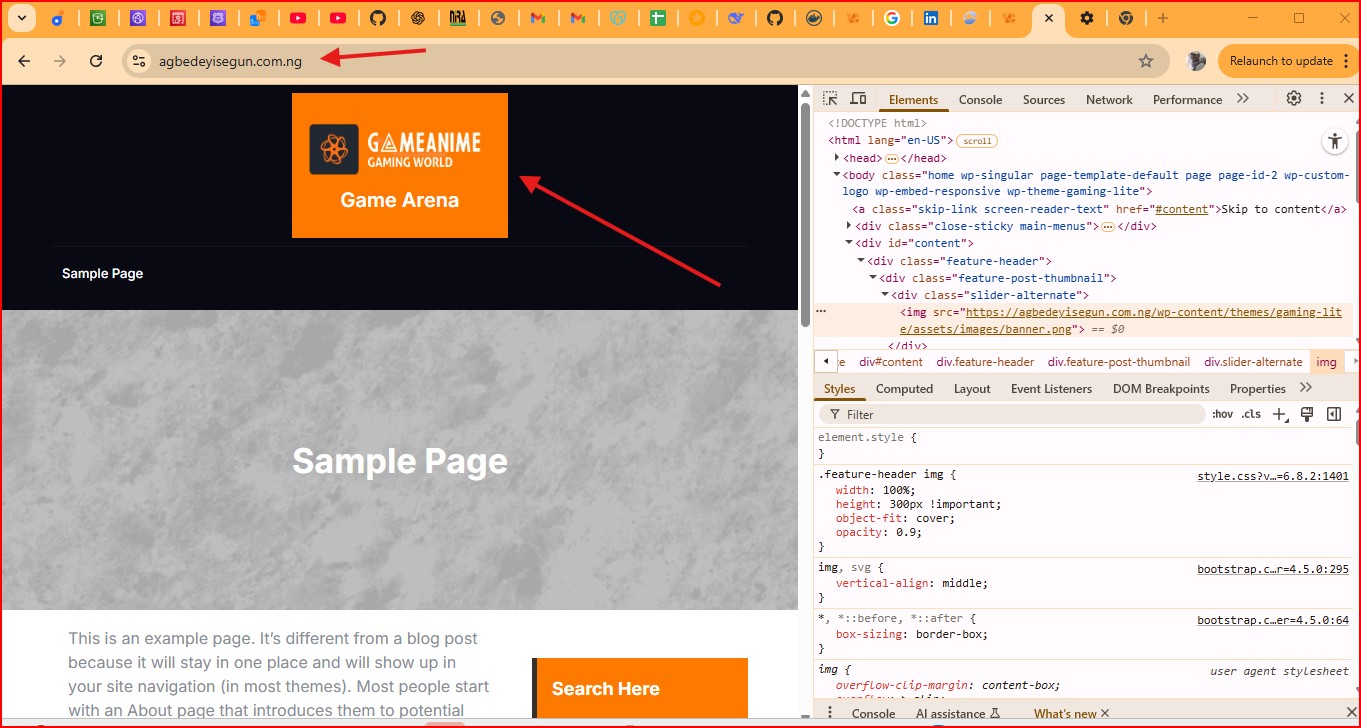 agbedeyisegun.com.ng
Relaunch to update
GAMEANIME
GAMING WORLD
Game Arena
Sample Page
Sample Page
This is an example page. It’s different from a blog post
because it will stay in one place and will show up in
your site navigation (in most themes). Most people start
with an About page that introduces them to potential
Search Here
Elements
Console
Sources
Network
Performance
<!DOCTYPE html>
<html lang="en-US"> scroll
<head> </head>
<body class="home wp-singular page-template-default page page-id-2 wp-custom-
logo wp-embed-responsive wp-theme-gaming-lite">
<a class="skip-link screen-reader-text" href="#content">Skip to content</a>
<div class="close-sticky main-menus"> </div>
<div id="content">
<div class="feature-header">
<div class="feature-post-thumbnail">
<div class="slider-alternate">
<img src="https://agbedeyisegun.com.ng/wp-content/themes/gaming-lit
e/assets/images/banner.png"> == $0
</div>
div#content div.feature-header div.feature-post-thumbnail div.slider-alternate img
Styles Computed Layout Event Listeners DOM Breakpoints Properties
Filter :hov .cls
element.style {
}
.feature-header img { style.css?v…=6.8.2:1401
width: 100%;
height: 300px !important;
object-fit: cover;
opacity: 0.9;
}
img, svg { bootstrap.c…r=4.5.0:295
vertical-align: middle;
}
*, *::before, *::after { bootstrap.c…er=4.5.0:64
box-sizing: border-box;
}
img { user agent stylesheet
overflow-clip-margin: content-box;
Console AI assistance What's new